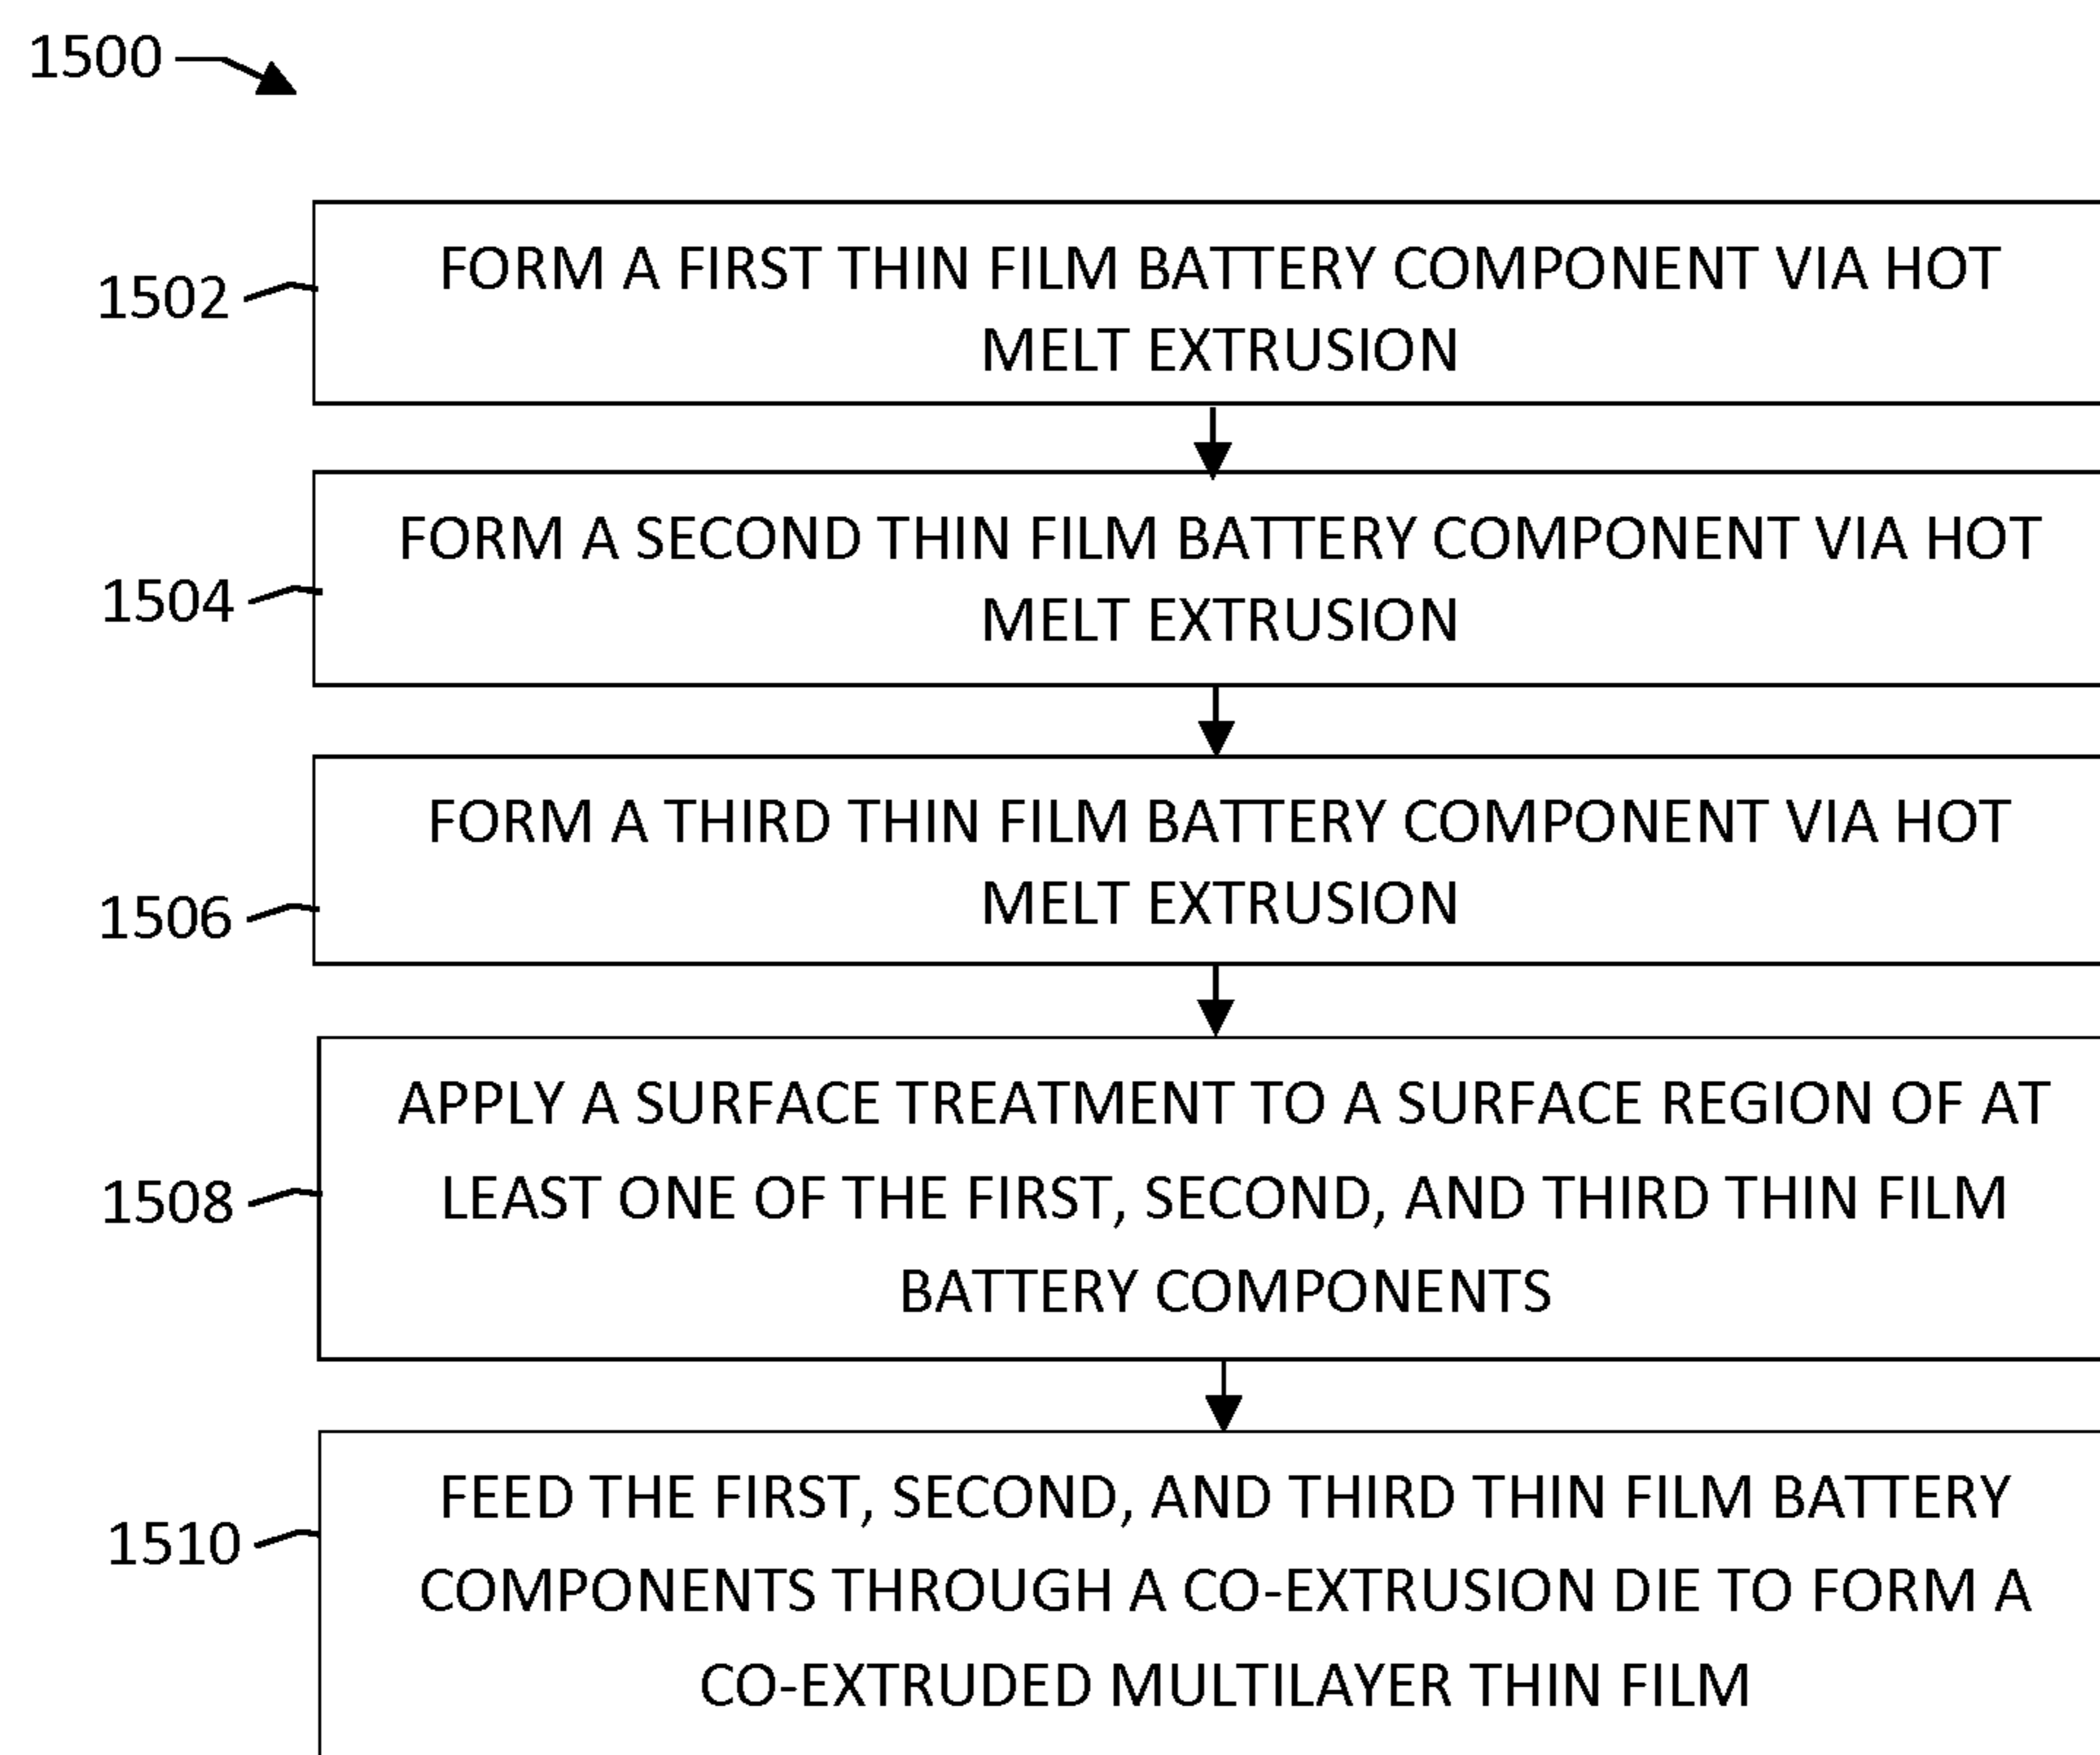 1500
1502
FORM A FIRST THIN FILM BATTERY COMPONENT VIA HOT
MELT EXTRUSION
1504
FORM A SECOND THIN FILM BATTERY COMPONENT VIA HOT
MELT EXTRUSION
1506
FORM A THIRD THIN FILM BATTERY COMPONENT VIA HOT
MELT EXTRUSION
1508
APPLY A SURFACE TREATMENT TO A SURFACE REGION OF AT
LEAST ONE OF THE FIRST, SECOND, AND THIRD THIN FILM
BATTERY COMPONENTS
1510
FEED THE FIRST, SECOND, AND THIRD THIN FILM BATTERY
COMPONENTS THROUGH A CO-EXTRUSION DIE TO FORM A
CO-EXTRUDED MULTILAYER THIN FILM